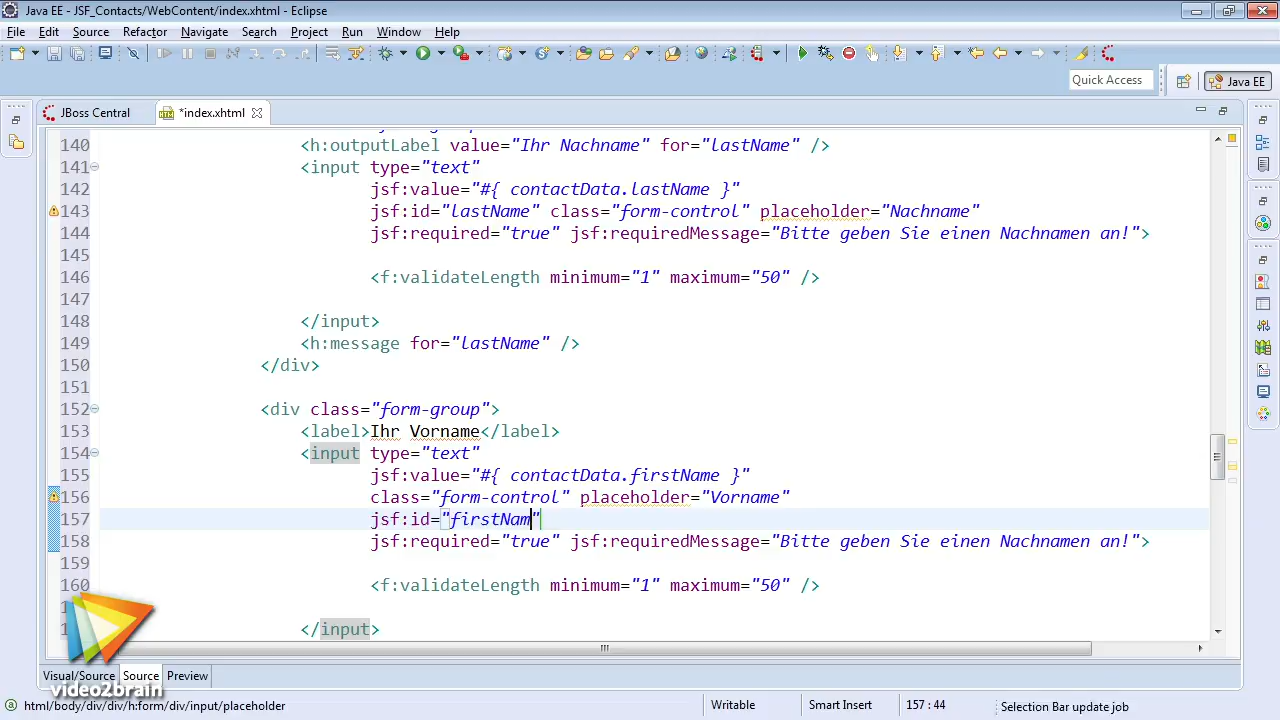 Java EE - JSF_Contacts/WebContent/index.xhtml - Eclipse
File Edit Source Refactor Navigate Search Project Run Window Help
Quick Access
Java EE
JBoss Central
*index.xhtml
140 <h:outputLabel value="Ihr Nachname" for="lastName" />
141 <input type="text"
142 jsf:value="#{ contactData.lastName }"
143 jsf:id="lastName" class="form-control" placeholder="Nachname"
144 jsf:required="true" jsf:requiredMessage="Bitte geben Sie einen Nachnamen an!">
145
146 <f:validateLength minimum="1" maximum="50" />
147
148 </input>
149 <h:message for="lastName" />
150 </div>
151
152 <div class="form-group">
153 <label>Ihr Vorname</label>
154 <input type="text"
155 jsf:value="#{ contactData.firstName }"
156 class="form-control" placeholder="Vorname"
157 jsf:id="firstNam"
158 jsf:required="true" jsf:requiredMessage="Bitte geben Sie einen Nachnamen an!">
159
160 <f:validateLength minimum="1" maximum="50" />
</input>
Visual/Source Source Preview
video2brain
html/body/div/div/h:form/div/input/placeholder
Writable
Smart Insert
157 : 44
Selection Bar update job